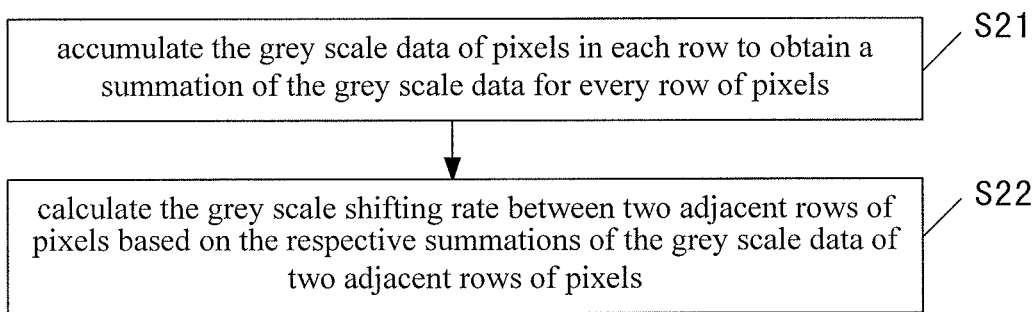 accumulate the grey scale data of pixels in each row to obtain a
summation of the grey scale data for every row of pixels
S21
calculate the grey scale shifting rate between two adjacent rows of
pixels based on the respective summations of the grey scale data of
two adjacent rows of pixels
S22